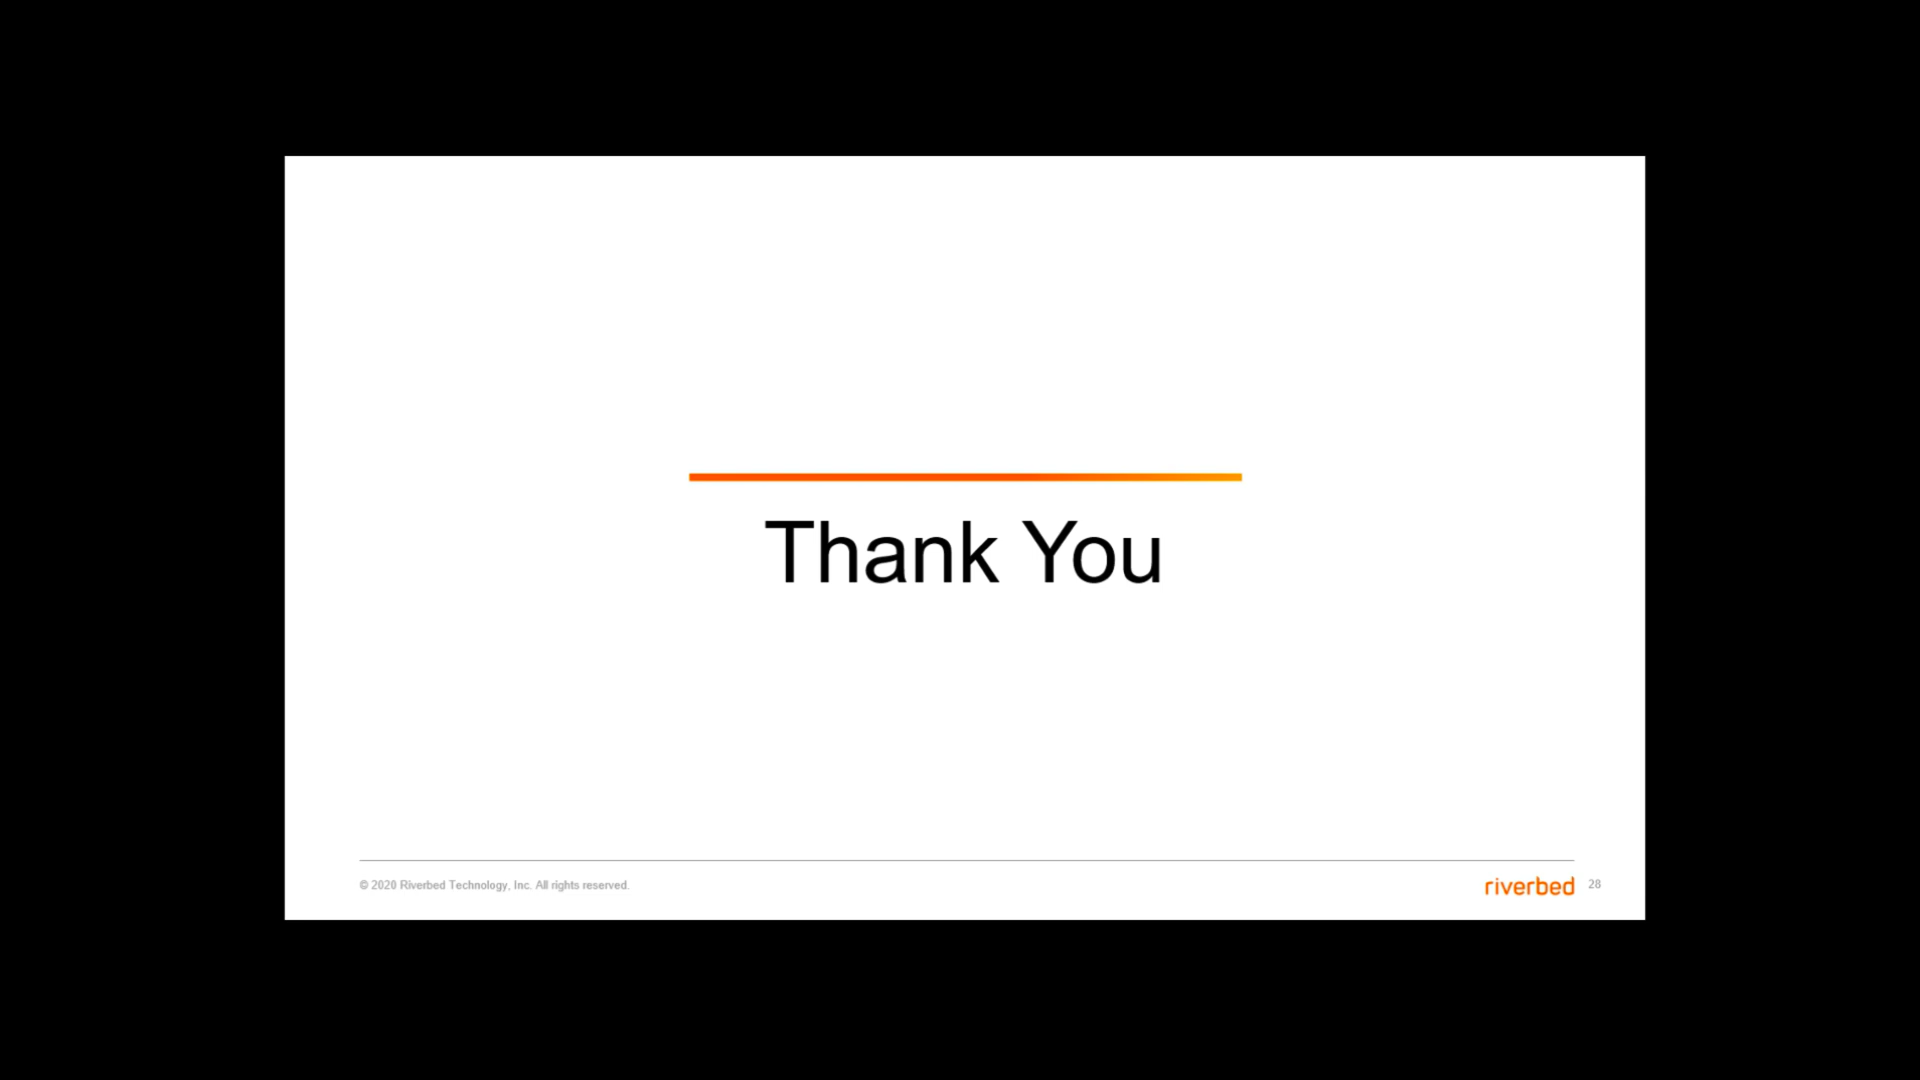 Thank You
© 2020 Riverbed Technology, Inc. All rights reserved.
riverbed 28